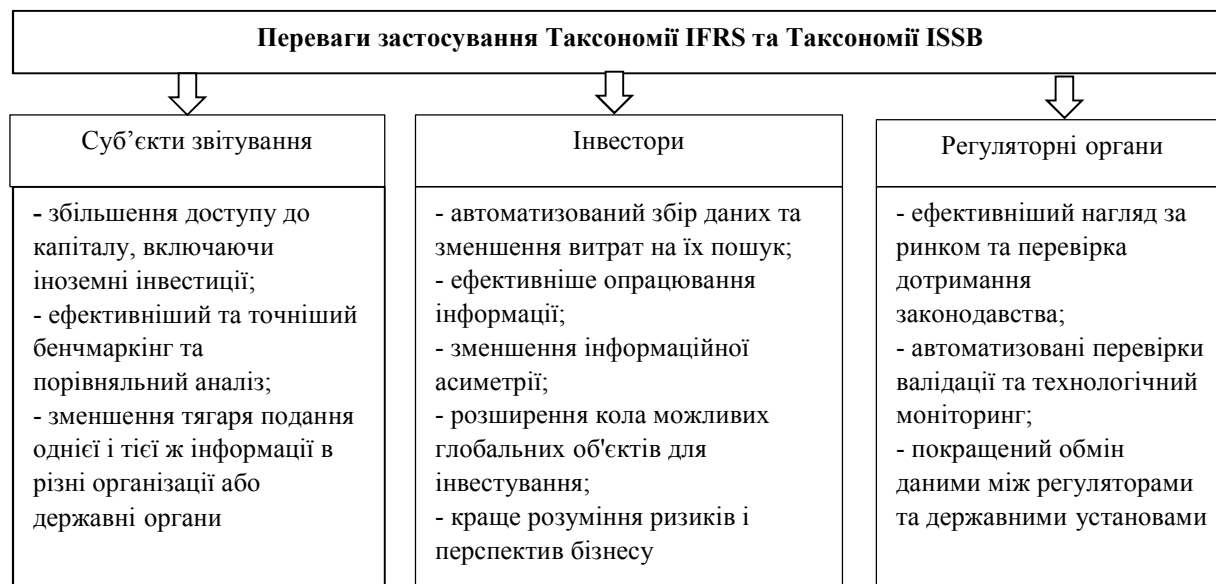 Переваги застосування Таксономії IFRS та Таксономії ISSB
Суб’єкти звітування
- збільшення доступу до
капіталу, включаючи
іноземні інвестиції;
- ефективніший та точніший
бенчмаркінг та
порівняльний аналіз;
- зменшення тягаря подання
однієї і тієї ж інформації в
різні організації або
державні органи
Інвестори
- автоматизований збір даних та
зменшення витрат на їх пошук;
- ефективніше опрацювання
інформації;
- зменшення інформаційної
асиметрії;
- розширення кола можливих
глобальних об'єктів для
інвестування;
- краще розуміння ризиків і
перспектив бізнесу
Регуляторні органи
- ефективніший нагляд за
ринком та перевірка
дотримання
законодавства;
- автоматизовані перевірки
валідації та технологічний
моніторинг;
- покращений обмін
даними між регуляторами
та державними установами